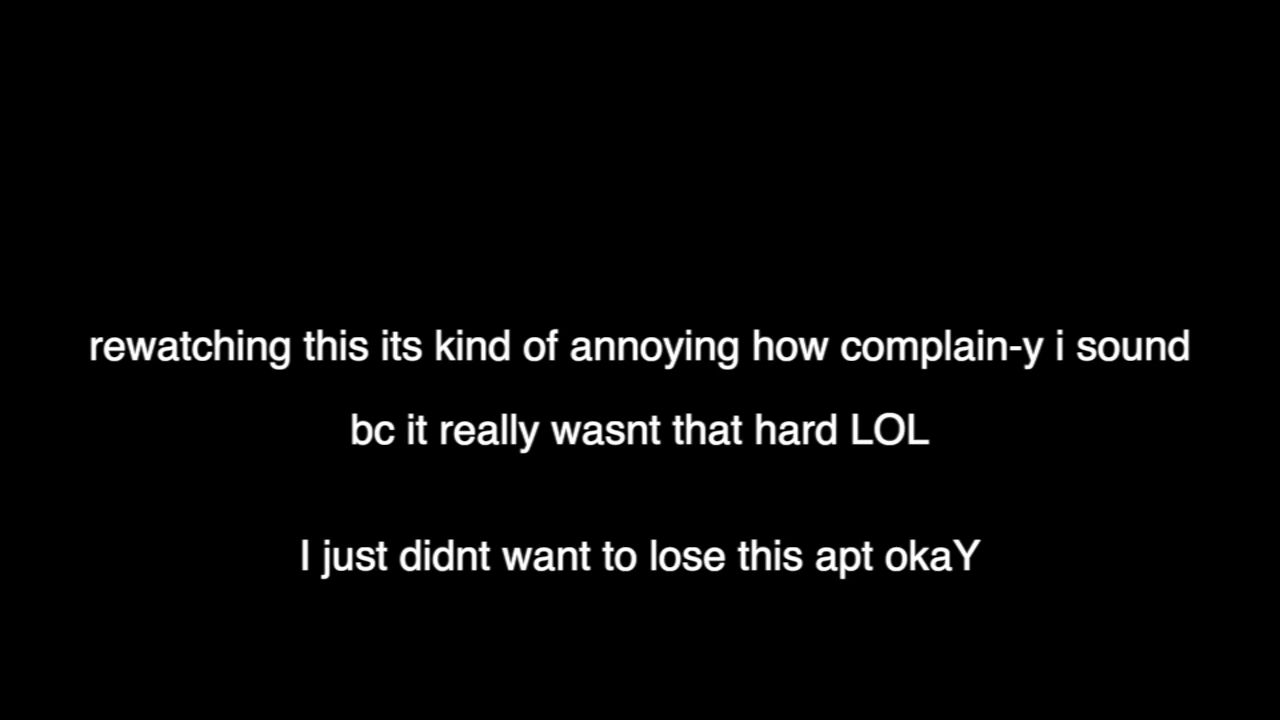 rewatching this its kind of annoying how complain-y i sound
bc it really wasnt that hard LOL
I just didnt want to lose this apt okaY